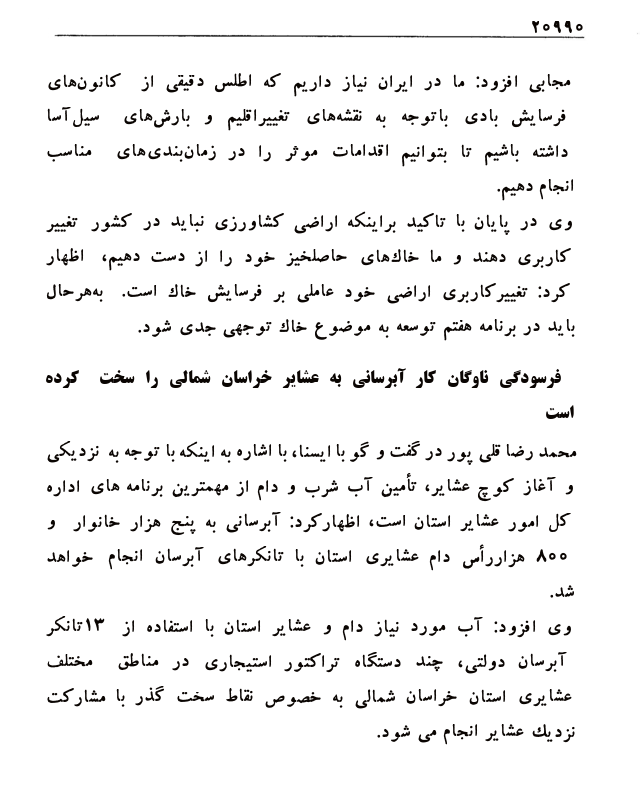 ۲۰۹۹۰
مجابی افزود: ما در ایران نیاز داریم که اطلس دقیقی از کانون‌های
فرسایش بادی باتوجه به نقشه‌های تغییراقلیم و بارش‌های سیل‌آسا
داشته باشیم تا بتوانیم اقدامات موثر را در زمان‌بندی‌های مناسب
انجام دهیم.
وی در پایان با تاکید براینکه اراضی کشاورزی نباید در کشور تغییر
کاربری دهند و ما خاک‌های حاصلخیز خود را از دست دهیم، اظهار
کرد: تغییرکاربری اراضی خود عاملی بر فرسایش خاک است. به‌هرحال
باید در برنامه هفتم توسعه به موضوع خاک توجهی جدی شود.
فرسودگی ناوگان کار آبرسانی به عشایر خراسان شمالی را سخت کرده
است
محمد رضا قلی پور در گفت و گو با ایسنا، با اشاره به اینکه با توجه به نزدیکی
و آغاز کوچ عشایر، تأمین آب شرب و دام از مهمترین برنامه های اداره
کل امور عشایر استان است، اظهارکرد: آبرسانی به پنج هزار خانوار و
۸۰۰ هزاررأس دام عشایری استان با تانکرهای آبرسان انجام خواهد
شد.
وی افزود: آب مورد نیاز دام و عشایر استان با استفاده از ۱۳تانکر
آبرسان دولتی، چند دستگاه تراکتور استیجاری در مناطق مختلف
عشایری استان خراسان شمالی به خصوص نقاط سخت گذر با مشارکت
نزدیک عشایر انجام می شود.